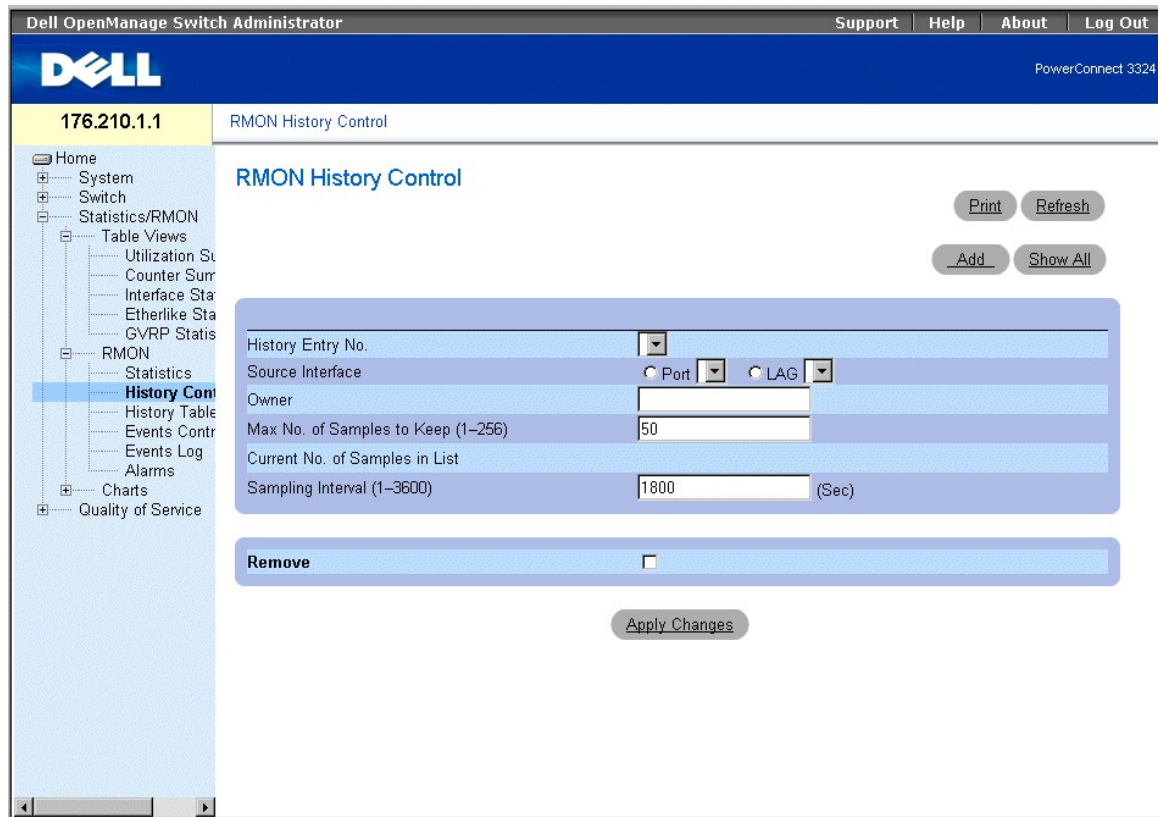 Dell OpenManage Switch Administrator Support Help About Log Out
DELL
PowerConnect 3324
176.210.1.1
RMON History Control
Home
System
Switch
Statistics/RMON
Table Views
Utilization Su
Counter Sum
Interface Sta
Etherlike Sta
GVRP Statis
RMON
Statistics
History Cont
History Table
Events Contr
Events Log
Alarms
Charts
Quality of Service
RMON History Control
Print Refresh
Add Show All
History Entry No.
Source Interface Port LAG
Owner
Max No. of Samples to Keep (1–256) 50
Current No. of Samples in List
Sampling Interval (1–3600) 1800 (Sec)
Remove
Apply Changes